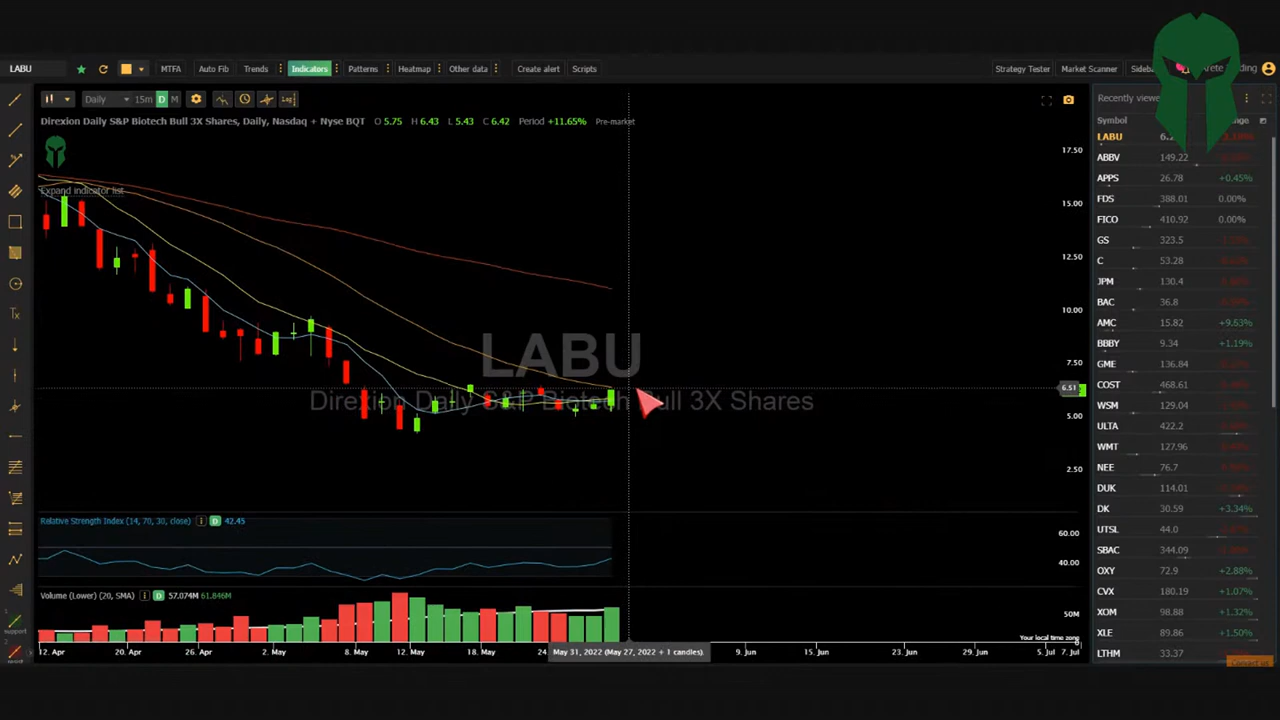 LABU
MTFA
Auto Fib
Trends
Indicators
Patterns
Heatmap
Other data
Create alert
Scripts
Strategy Tester
Market Scanner
Daily 15m D M
Direxion Daily S&P Biotech Bull 3X Shares, Daily, Nasdaq + Nyse BQT O 5.75 H 6.43 L 5.43 C 6.42 Period +11.65% Pre-market
Expand indicator list
17.50
15.00
12.50
10.00
7.50
6.51
5.00
2.50
LABU
Direxion Daily S&P Biotech Bull 3X Shares
Relative Strength Index (14, 70, 30, close) i D 42.45
60.00
40.00
Volume (Lower) (20, SMA) i D 57.074M 61.846M
50M
Your local time zone
12. Apr 20. Apr 26. Apr 2. May 8. May 12. May 18. May May 31, 2022 (May 27, 2022 + 1 candles). 9. Jun 15. Jun 23. Jun 29. Jun 5. Jul 7. Jul
support
Symbol
LABU
ABBV 149.22
APPS 26.78 +0.45%
FDS 388.01 0.00%
FICO 410.92 0.00%
GS 323.5
C 53.28
JPM 130.4
BAC 36.8
AMC 15.82 +9.53%
BBBY 9.34 +1.19%
GME 136.84
COST 468.61
WSM 129.04
ULTA 422.2
WMT 127.96
NEE 76.7
DUK 114.01
DK 30.59 +3.34%
UTSL 44.0
SBAC 344.09
OXY 72.9 +2.88%
CVX 180.19 +1.07%
XOM 98.88 +1.32%
XLE 89.86 +1.50%
LTHM 33.37